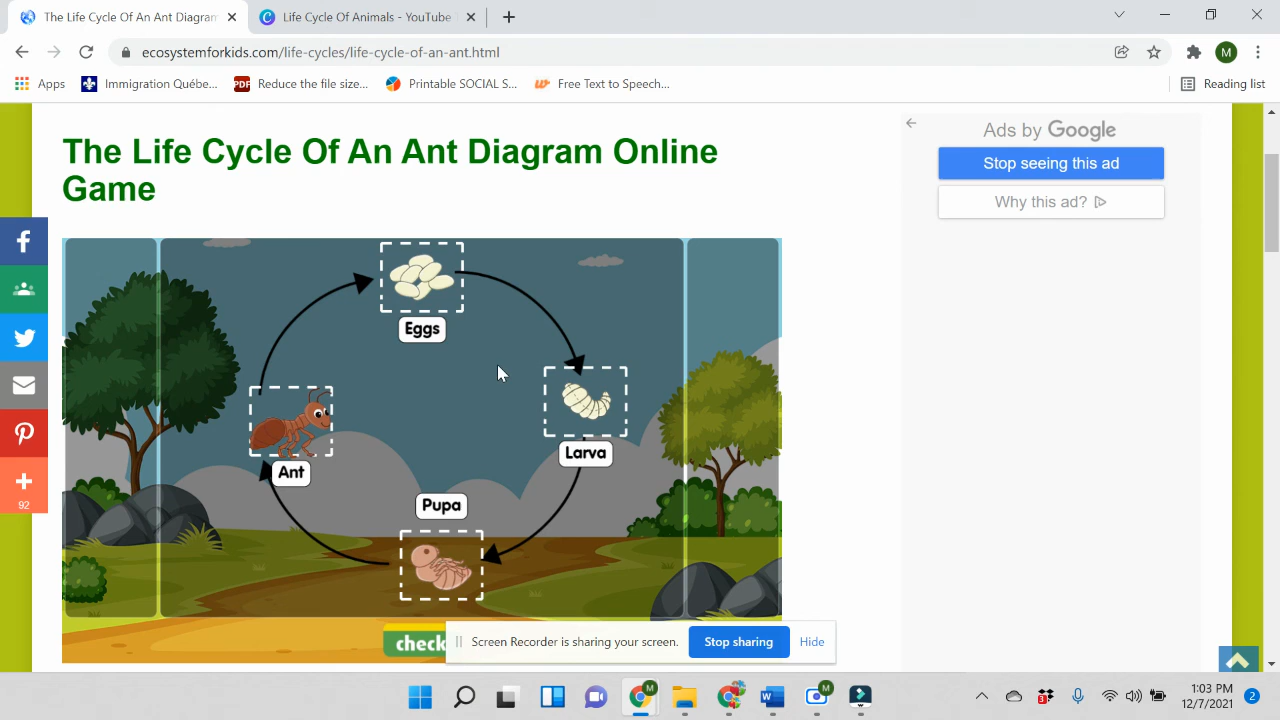 The Life Cycle Of An Ant Diagram
Life Cycle Of Animals - YouTube T
ecosystemforkids.com/life-cycles/life-cycle-of-an-ant.html
M
Apps
Immigration Québe...
PDF
Reduce the file size...
Printable SOCIAL S...
Free Text to Speech...
Reading list
The Life Cycle Of An Ant Diagram Online
Game
Ads by Google
Stop seeing this ad
Why this ad?
Eggs
Larva
Ant
Pupa
92
check
Screen Recorder is sharing your screen.
Stop sharing
Hide
M
M
3
1:03 PM
12/7/2021
2